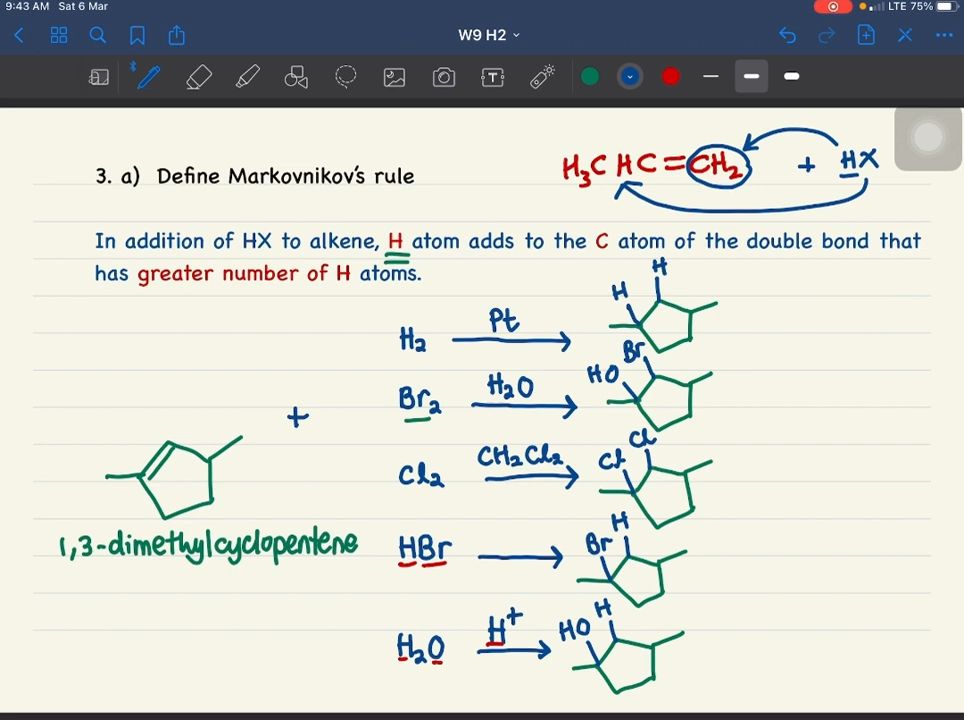 9:43 AM Sat 6 Mar
LTE 75%
W9 H2
T
3. a) Define Markovnikov's rule
H₃C HC=CH₂ + HX
In addition of HX to alkene, H atom adds to the C atom of the double bond that
has greater number of H atoms.
H₂ Pt H H
+ Br₂ H₂O HO Br
Cl₂ CH₂Cl₂ Cl Cl
1,3-dimethylcyclopentene
HBr Br H
H₂O H⁺ HO H